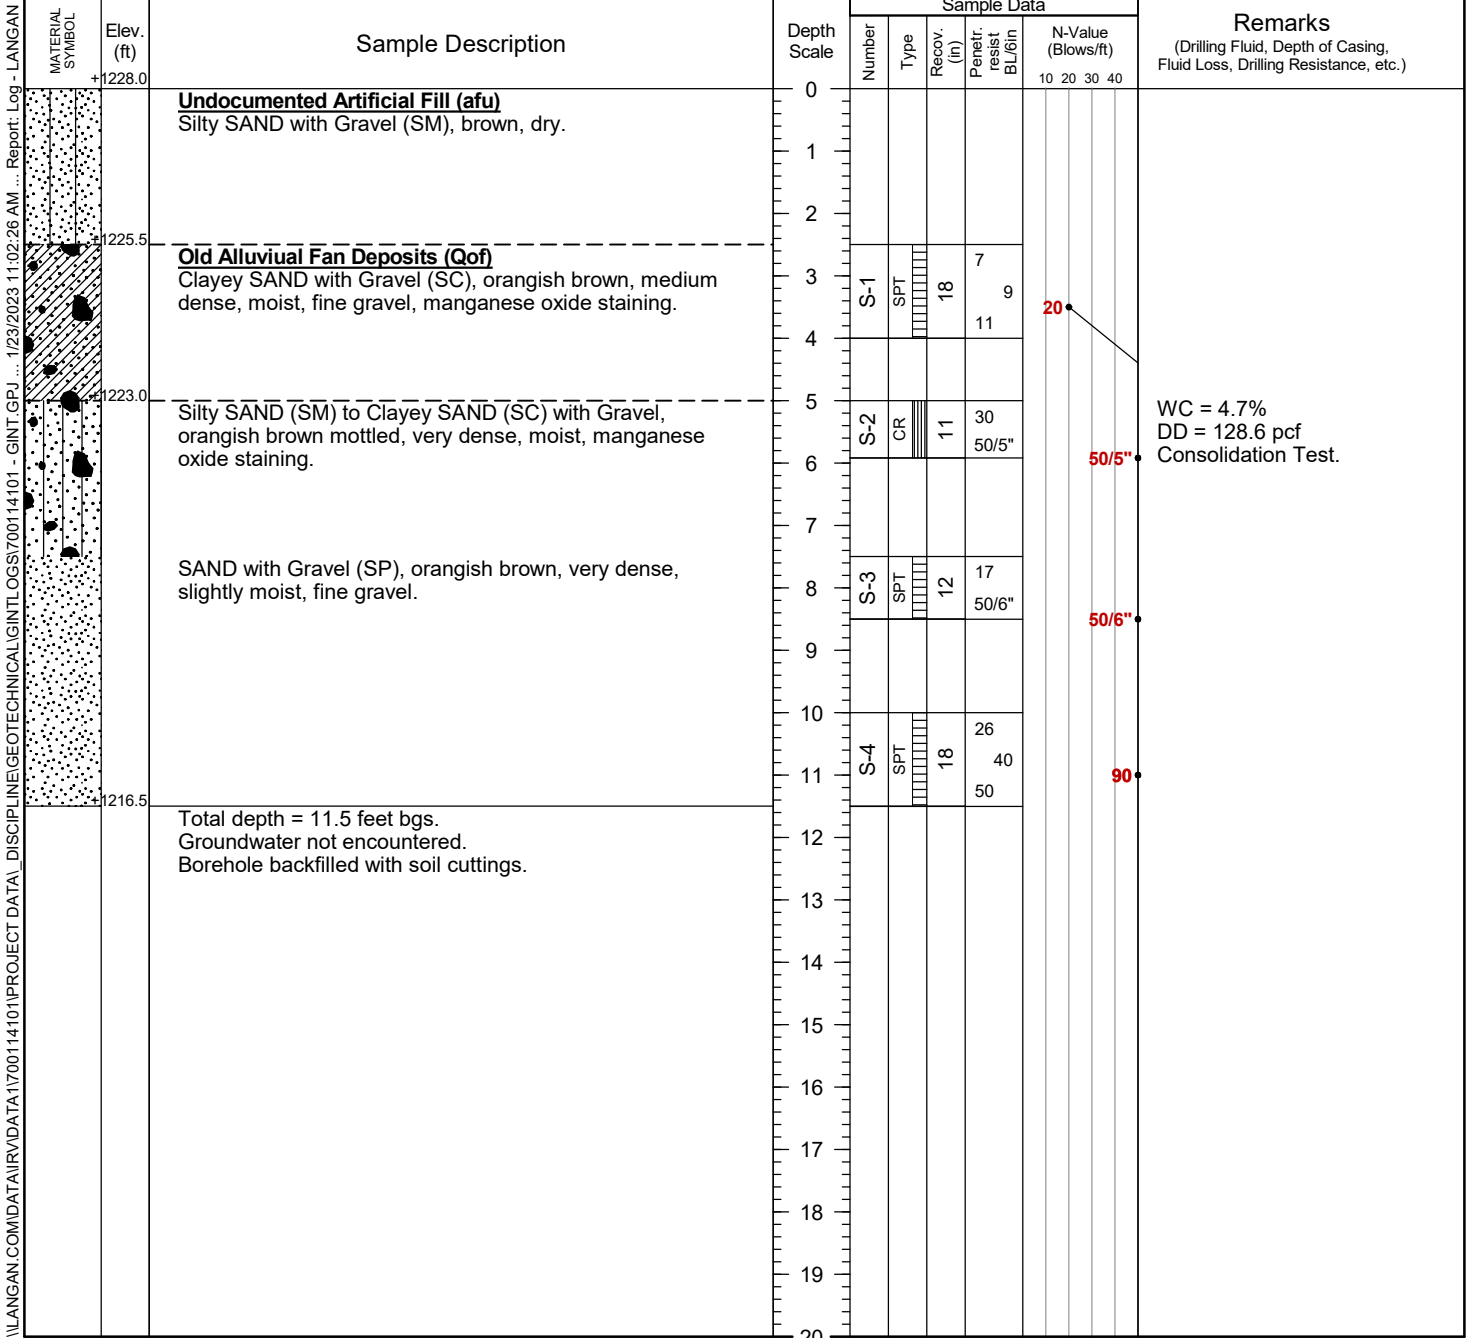 Sample Data
MATERIAL
SYMBOL
Elev.
(ft)
+1228.0
Sample Description
Depth
Scale
Number
Type
Recov.
(in)
Penetr.
resist
BL/6in
N-Value
(Blows/ft)
10 20 30 40
Remarks
(Drilling Fluid, Depth of Casing,
Fluid Loss, Drilling Resistance, etc.)
\\LANGAN.COM\DATA\IRV\DATA1\700114101\PROJECT DATA\_DISCIPLINE\GEOTECHNICAL\GINTLOGS\700114101 - GINT.GPJ ... 1/23/2023 11:02:26 AM ... Report: Log - LANGAN
Undocumented Artificial Fill (afu)
Silty SAND with Gravel (SM), brown, dry.
+1225.5
Old Alluviual Fan Deposits (Qof)
Clayey SAND with Gravel (SC), orangish brown, medium
dense, moist, fine gravel, manganese oxide staining.
+1223.0
Silty SAND (SM) to Clayey SAND (SC) with Gravel,
orangish brown mottled, very dense, moist, manganese
oxide staining.
SAND with Gravel (SP), orangish brown, very dense,
slightly moist, fine gravel.
+1216.5
Total depth = 11.5 feet bgs.
Groundwater not encountered.
Borehole backfilled with soil cuttings.
0
1
2
3
4
5
6
7
8
9
10
11
12
13
14
15
16
17
18
19
20
S-1
SPT
18
7
9
11
20
S-2
CR
11
30
50/5"
50/5"
WC = 4.7%
DD = 128.6 pcf
Consolidation Test.
S-3
SPT
12
17
50/6"
50/6"
S-4
SPT
18
26
40
50
90